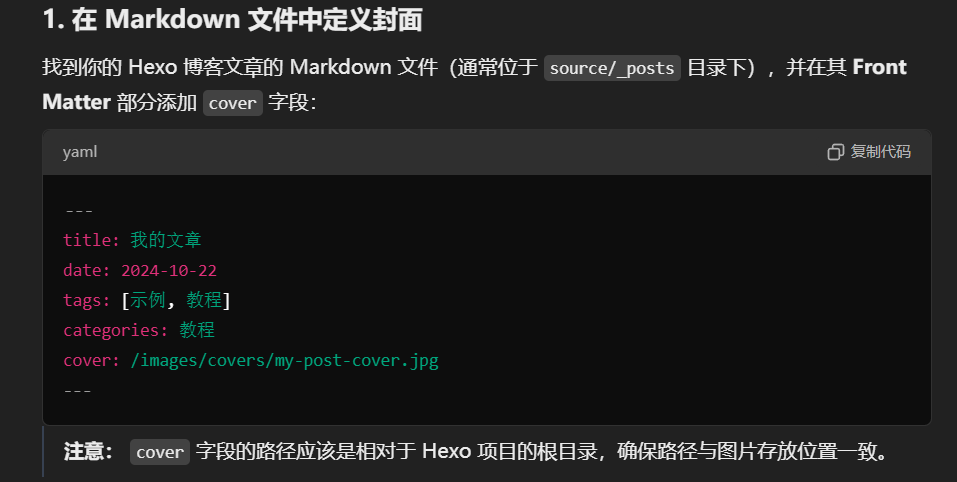 1. 在 Markdown 文件中定义封面
找到你的 Hexo 博客文章的 Markdown 文件（通常位于 source/_posts 目录下），并在其 Front
Matter 部分添加 cover 字段：
yaml 复制代码
---
title: 我的文章
date: 2024-10-22
tags: [示例, 教程]
categories: 教程
cover: /images/covers/my-post-cover.jpg
---
注意： cover 字段的路径应该是相对于 Hexo 项目的根目录，确保路径与图片存放位置一致。